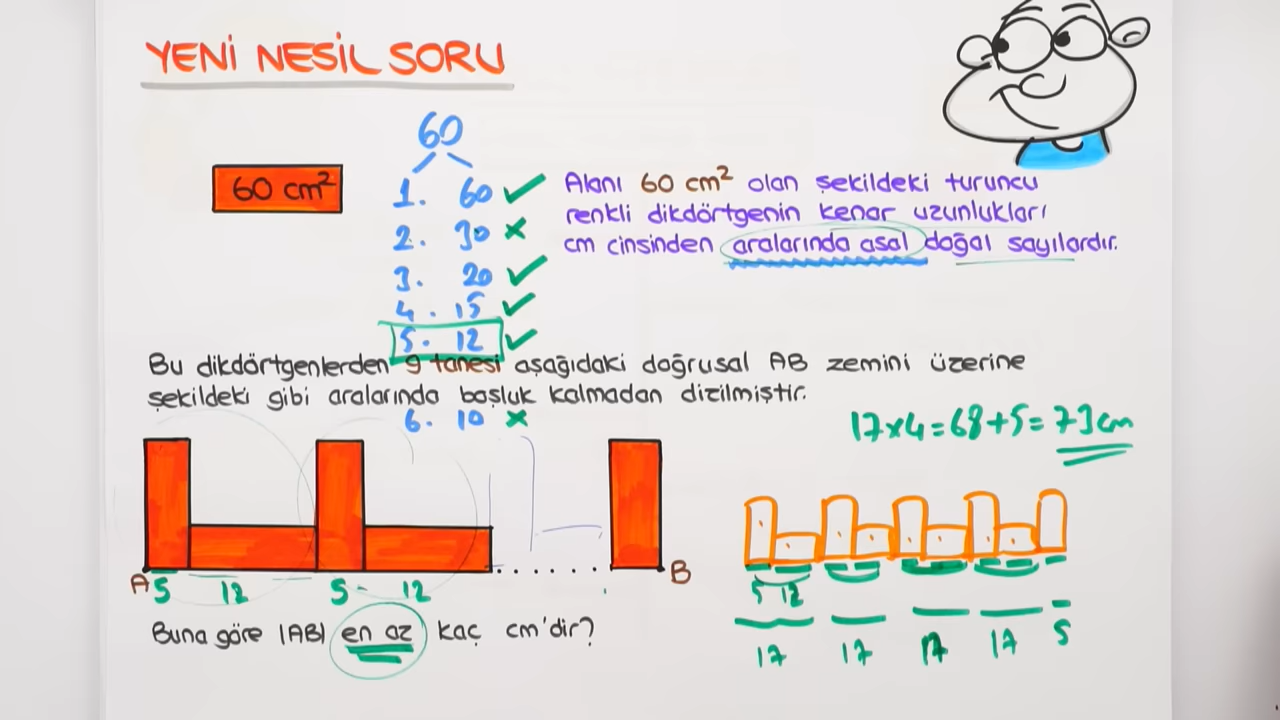 YENİ NESİL SORU
60 cm²
60
1. 60 ✓
2. 30 ×
3. 20 ✓
4. 15 ✓
5. 12 ✓
6. 10 ×
Alanı 60 cm² olan şekildeki turuncu
renkli dikdörtgenin kenar uzunlukları
cm cinsinden aralarında asal doğal sayılardır.
Bu dikdörtgenlerden 9 tanesi aşağıdaki doğrusal AB zemini üzerine
şekildeki gibi aralarında boşluk kalmadan dizilmiştir.
17x4=68+5=73cm
A B
5 12 5 12
5 12
17 17 17 17 5
Buna göre |AB| en az kaç cm'dir?